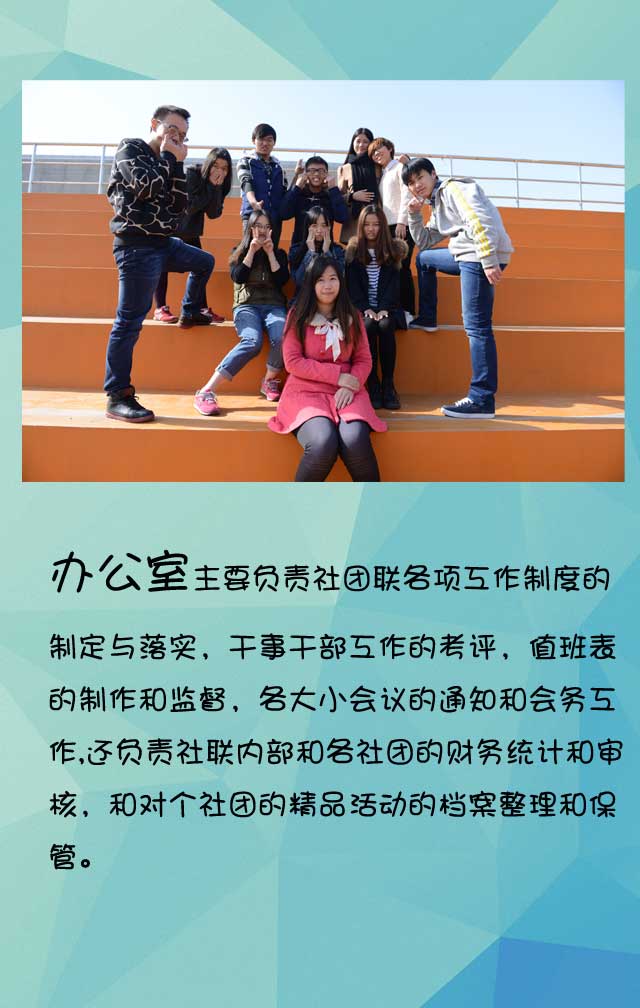 办公室主要负责社团联各项工作制度的
制定与落实，干事干部工作的考评，值班表
的制作和监督，各大小会议的通知和会务工
作,还负责社联内部和各社团的财务统计和审
核，和对个社团的精品活动的档案整理和保
管。